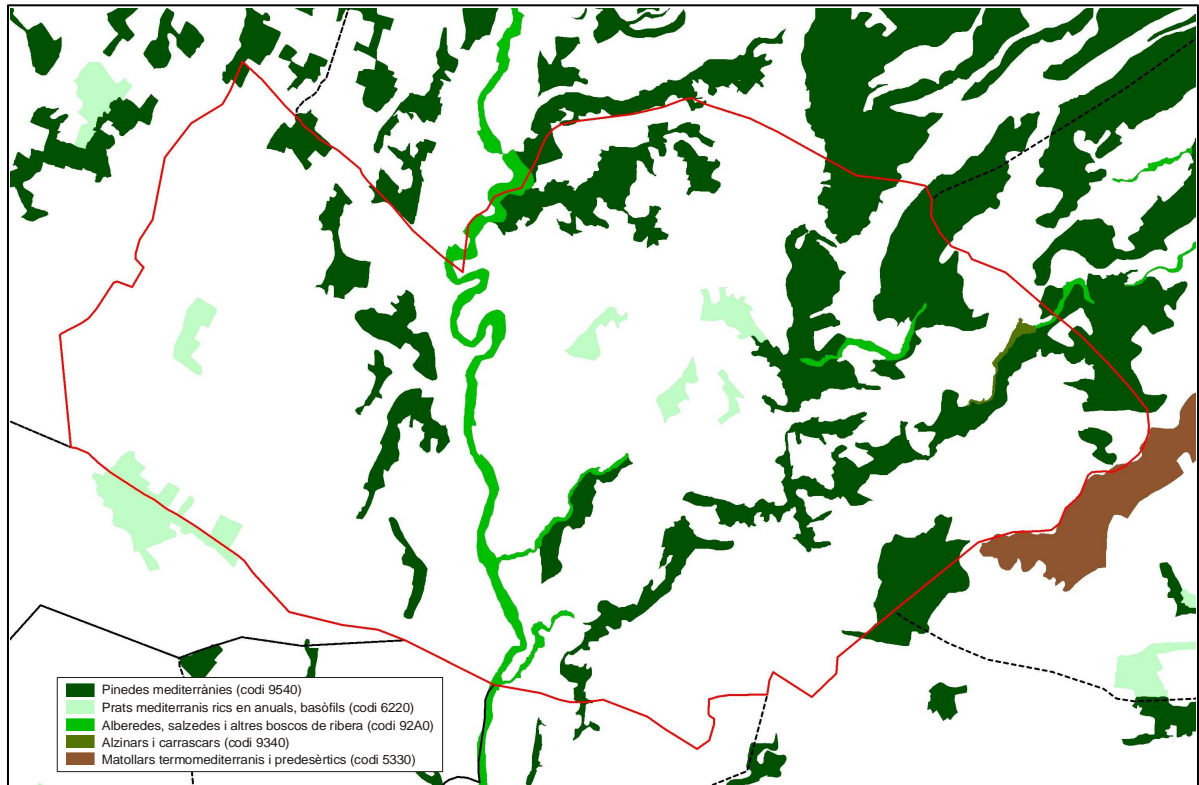 Pinedes mediterrànies (codi 9540)
Prats mediterranis rics en anuals, basòfils (codi 6220)
Alberedes, salzedes i altres boscos de ribera (codi 92A0)
Alzinars i carrascars (codi 9340)
Matollars termomediterranis i predesèrtics (codi 5330)